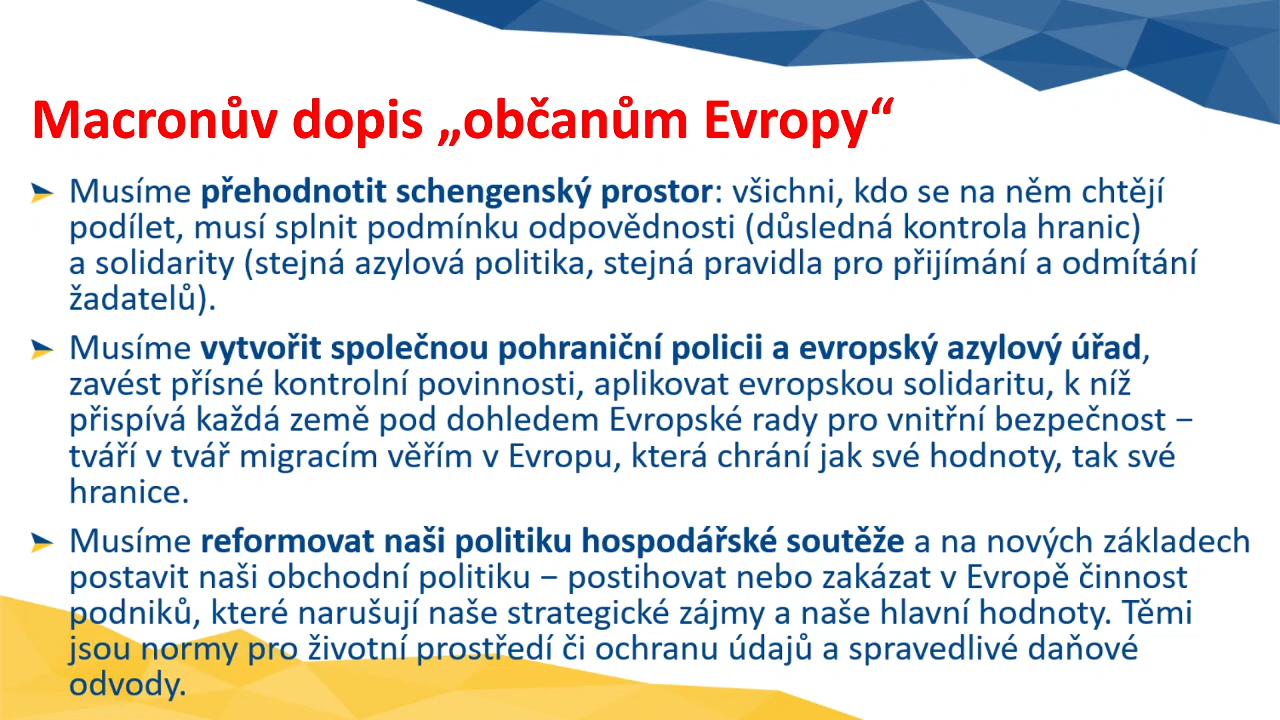 Macronův dopis „občanům Evropy“
Musíme přehodnotit schengenský prostor: všichni, kdo se na něm chtějí
podílet, musí splnit podmínku odpovědnosti (důsledná kontrola hranic)
a solidarity (stejná azylová politika, stejná pravidla pro přijímání a odmítání
žadatelů).
Musíme vytvořit společnou pohraniční policii a evropský azylový úřad,
zavést přísné kontrolní povinnosti, aplikovat evropskou solidaritu, k níž
přispívá každá země pod dohledem Evropské rady pro vnitřní bezpečnost −
tváří v tvář migracím věřím v Evropu, která chrání jak své hodnoty, tak své
hranice.
Musíme reformovat naši politiku hospodářské soutěže a na nových základech
postavit naši obchodní politiku − postihovat nebo zakázat v Evropě činnost
podniků, které narušují naše strategické zájmy a naše hlavní hodnoty. Těmi
jsou normy pro životní prostředí či ochranu údajů a spravedlivé daňové
odvody.